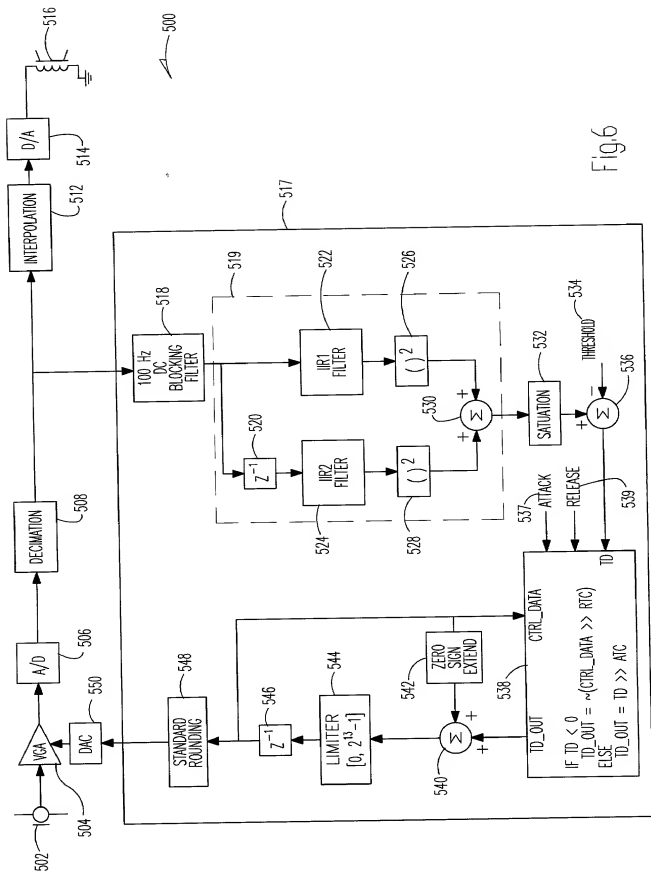 516
500
D/A
514
INTERPOLATION
512
Fig.6
517
519
522
526
534
100 Hz
DC
BLOCKING
FILTER
518
IIR1
FILTER
( )²
532
THRESHOLD
530
Σ
+
+
SATUATION
+
−
Σ
536
520
Z⁻¹
IIR2
FILTER
524
( )²
528
DECIMATION
508
537
ATTACK
RELEASE
539
A/D
506
548
544
542
538
CTRL_DATA
TD
ZERO
SIGN
EXTEND
IF TD < 0
TD_OUT = ~(CTRL_DATA >> RTC)
ELSE
TD_OUT = TD >> ATC
TD_OUT
STANDARD
ROUNDING
546
Z⁻¹
LIMITER
[0, 2¹³−1]
Σ
+
+
540
550
DAC
VGA
504
502